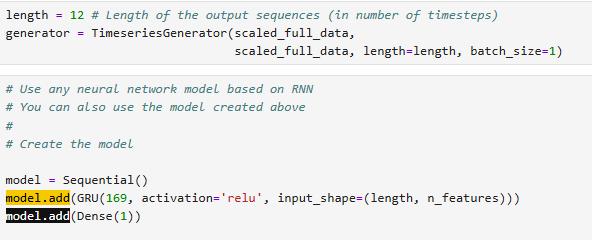 length = 12 # Length of the output sequences (in number of timesteps)
generator = TimeseriesGenerator(scaled_full_data,
                                scaled_full_data, length=length, batch_size=1)
# Use any neural network model based on RNN
# You can also use the model created above
#
# Create the model
model = Sequential()
model.add(GRU(169, activation='relu', input_shape=(length, n_features)))
model.add(Dense(1))